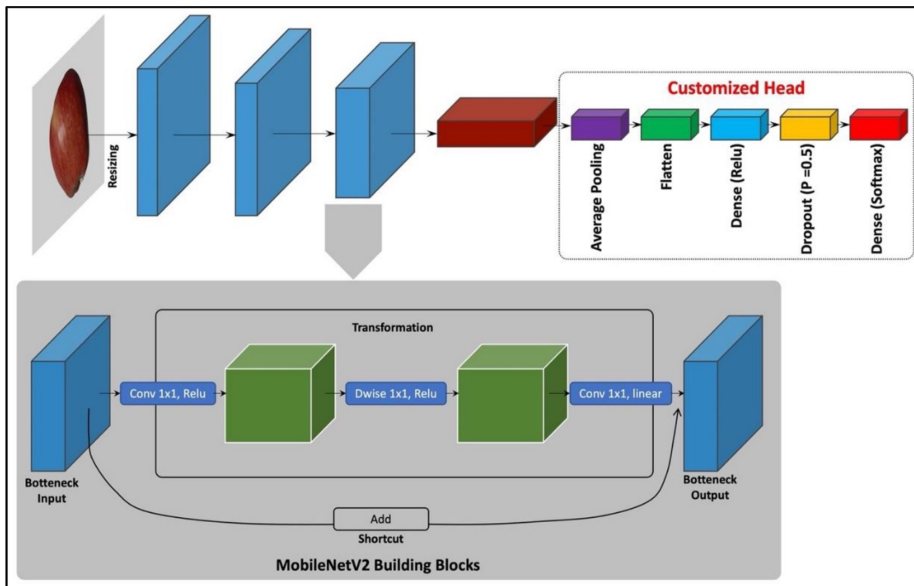 Customized Head
Resizing
Average Pooling
Flatten
Dense (Relu)
Dropout (P =0.5)
Dense (Softmax)
Transformation
Conv 1x1, Relu
Dwise 1x1, Relu
Conv 1x1, linear
Botteneck
Input
Botteneck
Output
Add
Shortcut
MobileNetV2 Building Blocks